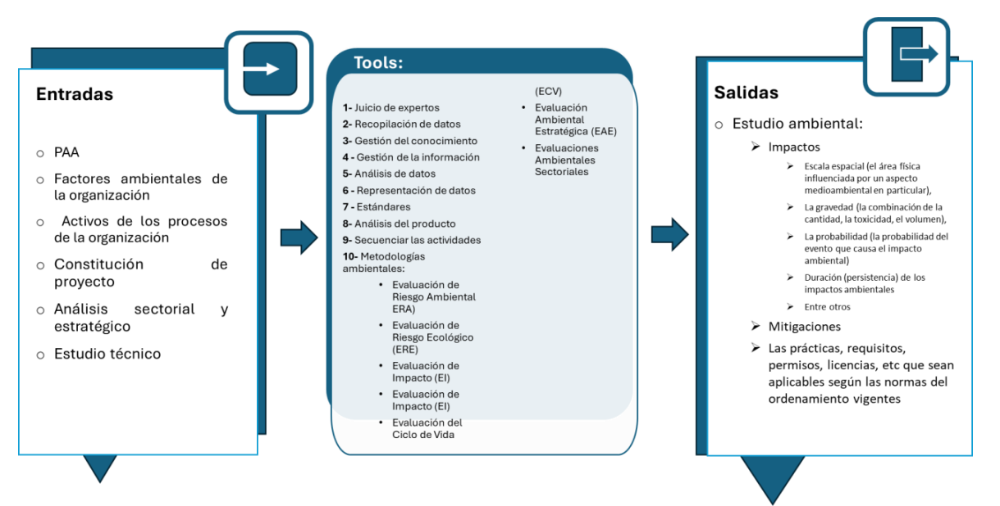 Entradas
o PAA
o Factores ambientales de
la organización
o Activos de los procesos
de la organización
o Constitución de
proyecto
o Análisis sectorial y
estratégico
o Estudio técnico
Tools:
1- Juicio de expertos
2- Recopilación de datos
3- Gestión del conocimiento
4 - Gestión de la información
5- Análisis de datos
6 - Representación de datos
7 - Estándares
8- Análisis del producto
9- Secuenciar las actividades
10- Metodologías
ambientales:
• Evaluación de
Riesgo Ambiental
ERA)
• Evaluación de
Riesgo Ecológico
(ERE)
• Evaluación de
Impacto (EI)
• Evaluación de
Impacto (EI)
• Evaluación del
Ciclo de Vida
(ECV)
• Evaluación
Ambiental
Estratégica (EAE)
• Evaluaciones
Ambientales
Sectoriales
Salidas
o Estudio ambiental:
➢ Impactos
➢ Escala espacial (el área física
influenciada por un aspecto
medioambiental en particular),
➢ La gravedad (la combinación de la
cantidad, la toxicidad, el volumen),
➢ La probabilidad (la probabilidad del
evento que causa el impacto
ambiental)
➢ Duración (persistencia) de los
impactos ambientales
➢ Entre otros
➢ Mitigaciones
➢ Las prácticas, requisitos,
permisos, licencias, etc que sean
aplicables según las normas del
ordenamiento vigentes